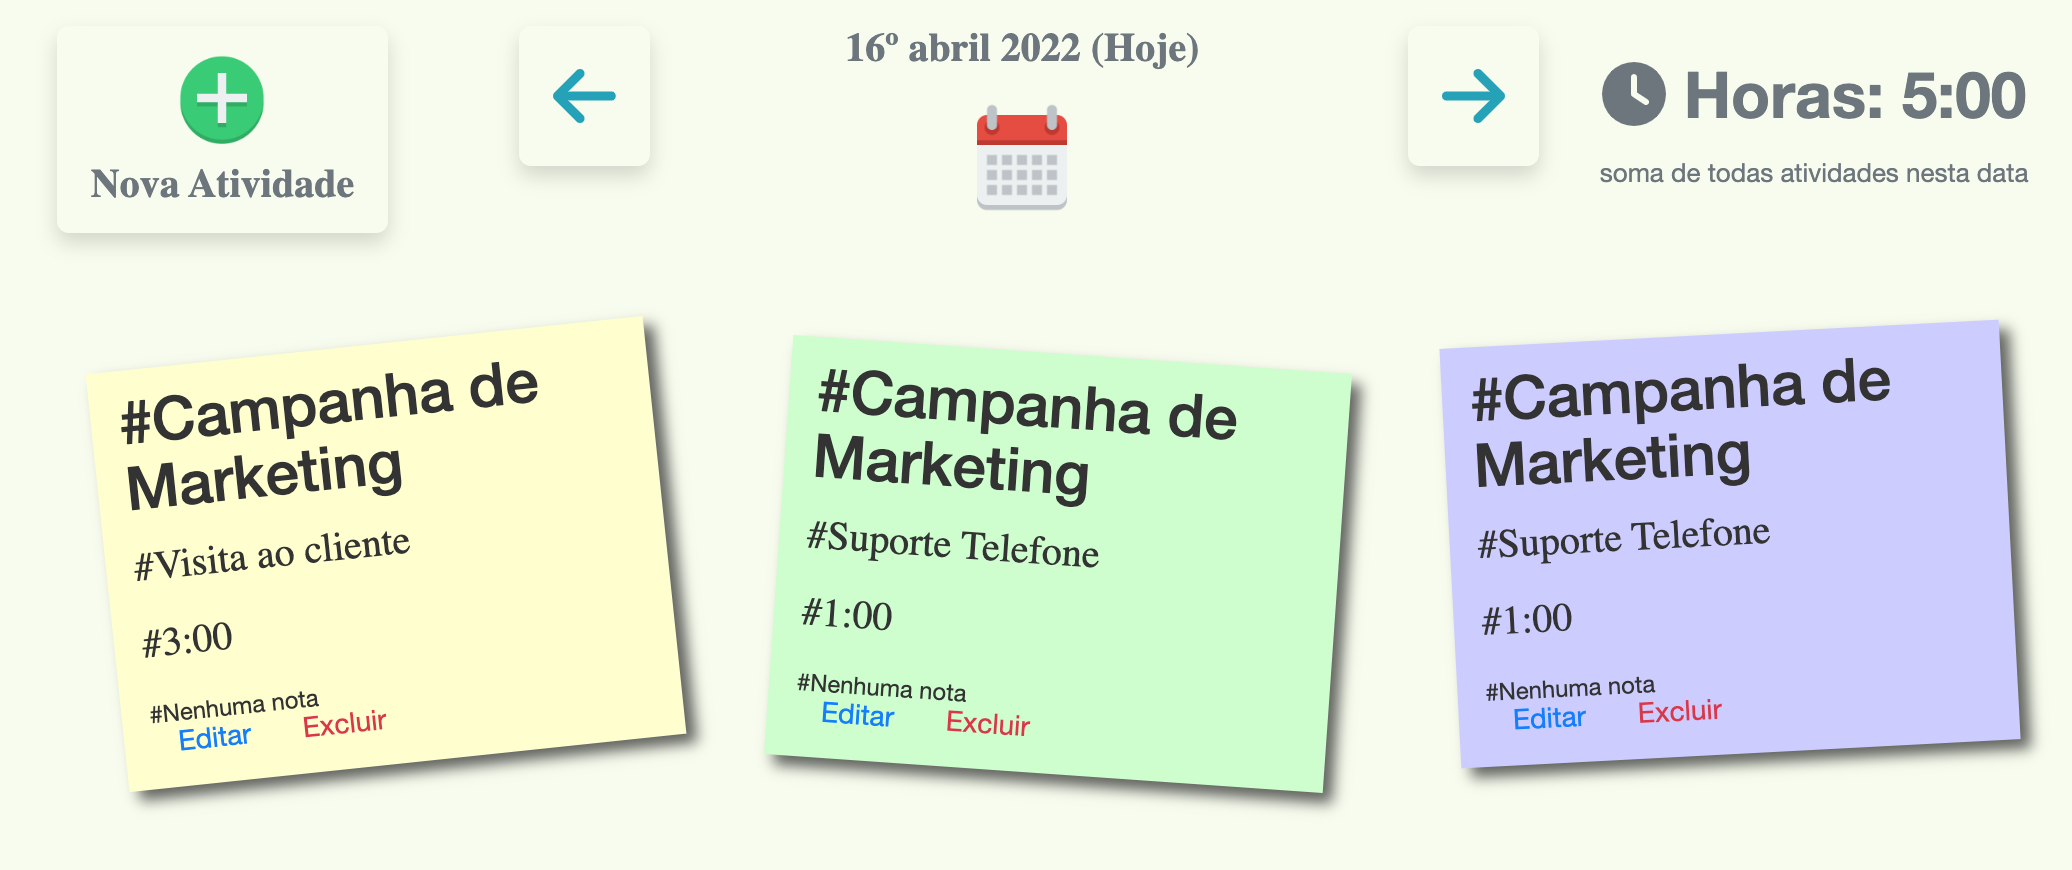 Nova Atividade
16º abril 2022 (Hoje)
Horas: 5:00
soma de todas atividades nesta data
#Campanha de
Marketing
#Visita ao cliente
#3:00
#Nenhuma nota
Editar Excluir
#Campanha de
Marketing
#Suporte Telefone
#1:00
#Nenhuma nota
Editar Excluir
#Campanha de
Marketing
#Suporte Telefone
#1:00
#Nenhuma nota
Editar Excluir